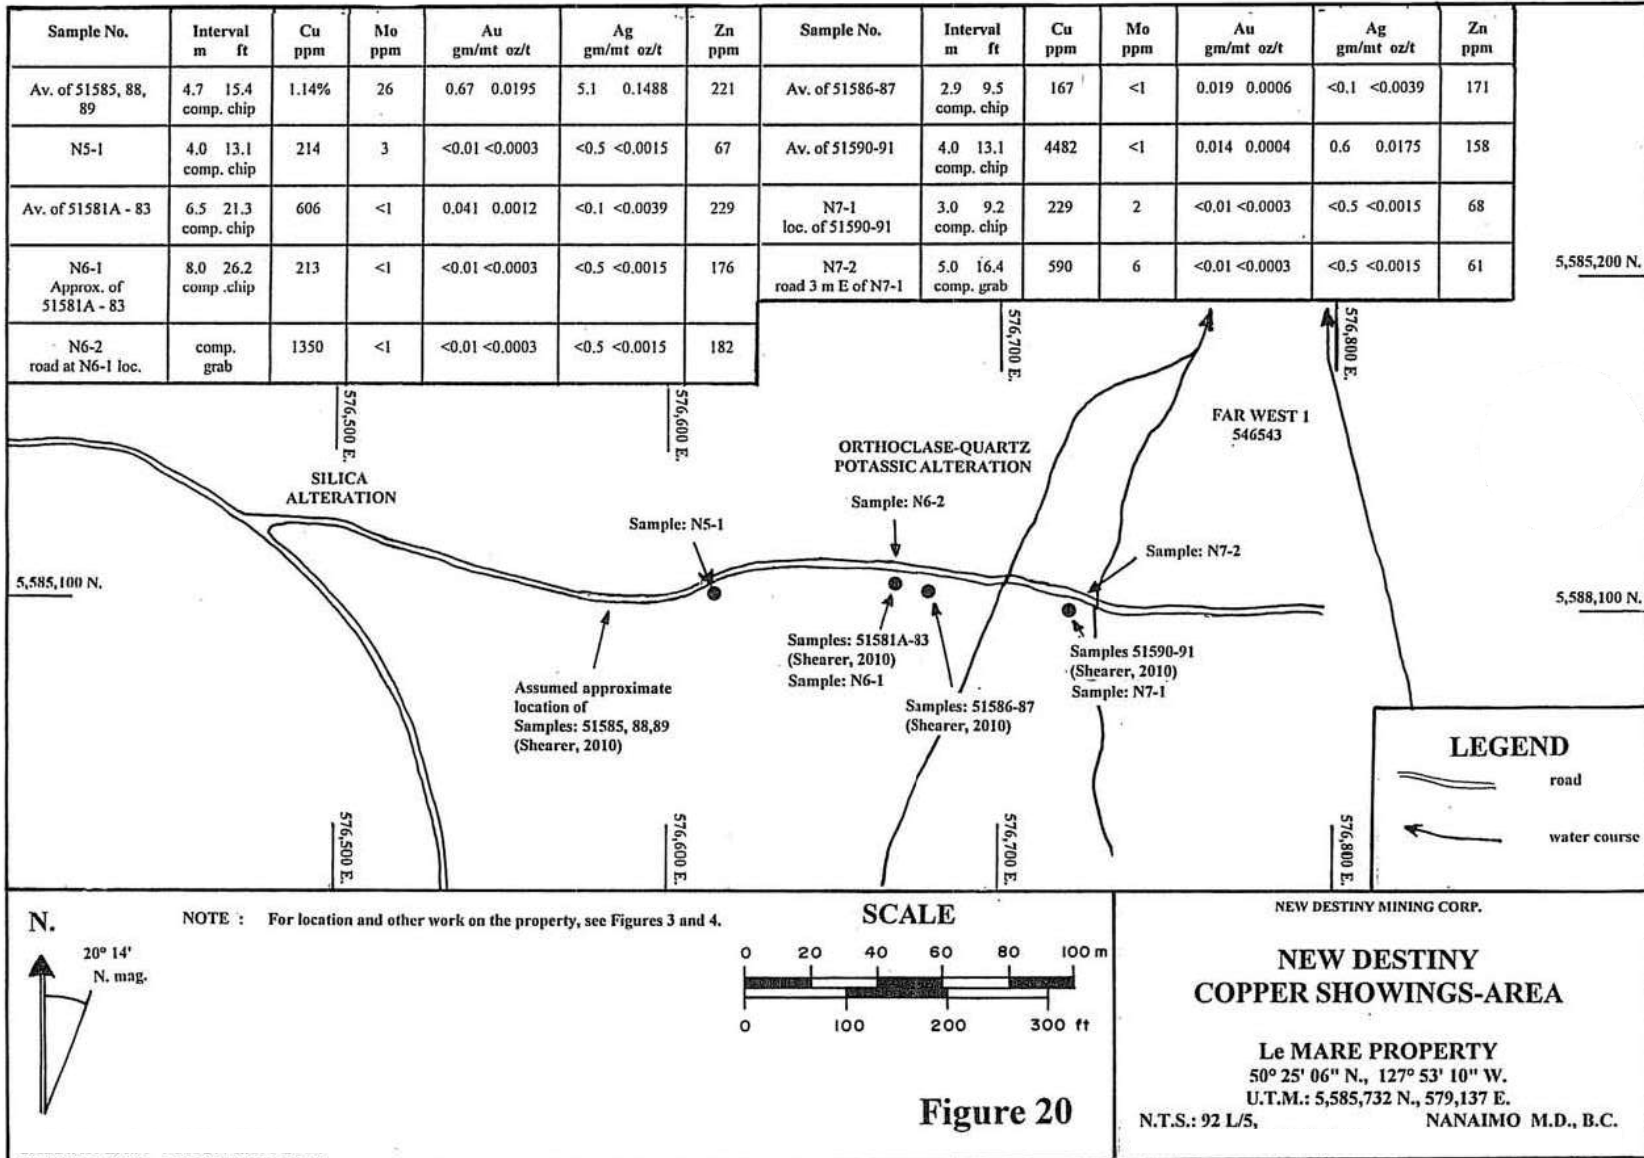 Sample No. Interval Cu Mo Au Ag Zn
m ft ppm ppm gm/mt oz/t gm/mt oz/t ppm
Av. of 51585, 88, 4.7 15.4 1.14% 26 0.67 0.0195 5.1 0.1488 221
89 comp. chip
N5-1 4.0 13.1 214 3 <0.01 <0.0003 <0.5 <0.0015 67
comp. chip
Av. of 51581A - 83 6.5 21.3 606 <1 0.041 0.0012 <0.1 <0.0039 229
comp. chip
N6-1 8.0 26.2 213 <1 <0.01 <0.0003 <0.5 <0.0015 176
Approx. of comp .chip
51581A - 83
N6-2 comp. 1350 <1 <0.01 <0.0003 <0.5 <0.0015 182
road at N6-1 loc. grab
Sample No. Interval Cu Mo Au Ag Zn
m ft ppm ppm gm/mt oz/t gm/mt oz/t ppm
Av. of 51586-87 2.9 9.5 167 <1 0.019 0.0006 <0.1 <0.0039 171
comp. chip
Av. of 51590-91 4.0 13.1 4482 <1 0.014 0.0004 0.6 0.0175 158
comp. chip
N7-1 3.0 9.2 229 2 <0.01 <0.0003 <0.5 <0.0015 68
loc. of 51590-91 comp. chip
N7-2 5.0 16.4 590 6 <0.01 <0.0003 <0.5 <0.0015 61
road 3 m E of N7-1 comp. grab
5,585,200 N.
576,500 E.
576,600 E.
576,700 E.
576,800 E.
FAR WEST 1
546543
SILICA
ALTERATION
ORTHOCLASE-QUARTZ
POTASSIC ALTERATION
Sample: N5-1
Sample: N6-2
Sample: N7-2
5,585,100 N.
5,588,100 N.
Assumed approximate
location of
Samples: 51585, 88,89
(Shearer, 2010)
Samples: 51581A-83
(Shearer, 2010)
Sample: N6-1
Samples: 51586-87
(Shearer, 2010)
Samples 51590-91
(Shearer, 2010)
Sample: N7-1
LEGEND
road
water course
576,500 E.
576,600 E.
576,700 E.
576,800 E.
N.
20° 14'
N. mag.
NOTE : For location and other work on the property, see Figures 3 and 4.
SCALE
0 20 40 60 80 100 m
0 100 200 300 ft
Figure 20
NEW DESTINY MINING CORP.
NEW DESTINY
COPPER SHOWINGS-AREA
Le MARE PROPERTY
50° 25' 06" N., 127° 53' 10" W.
U.T.M.: 5,585,732 N., 579,137 E.
N.T.S.: 92 L/5, NANAIMO M.D., B.C.